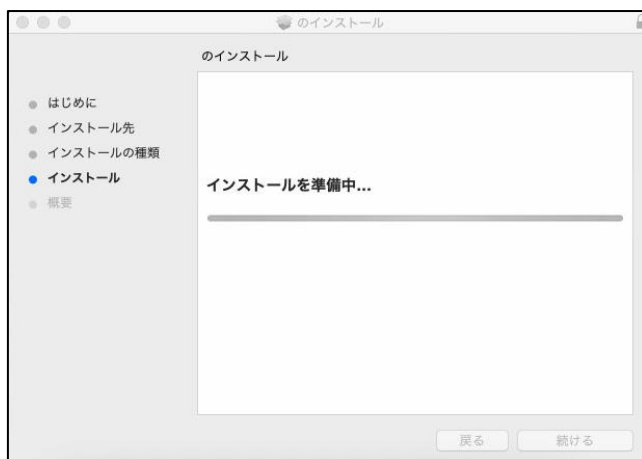 のインストール
のインストール
はじめに
インストール先
インストールの種類
インストール
概要
インストールを準備中...
戻る
続ける